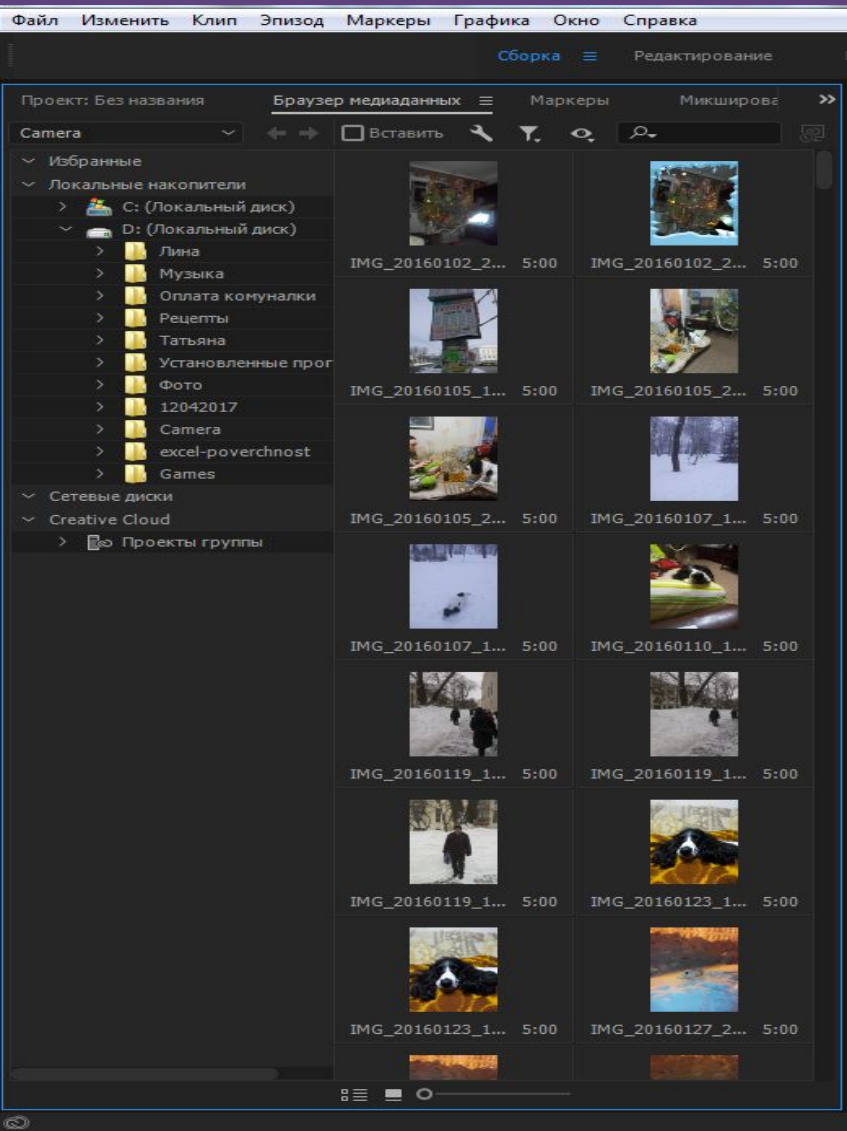 Файл Изменить Клип Эпизод Маркеры Графика Окно Справка
Сборка Редактирование
Проект: Без названия Браузер медиаданных Маркеры Микширова
Camera Вставить
Избранные
Локальные накопители
C: (Локальный диск)
D: (Локальный диск)
Лина
Музыка
Оплата комуналки
Рецепты
Татьяна
Установленные прог
Фото
12042017
Camera
excel-poverchnost
Games
Сетевые диски
Creative Cloud
Проекты группы
IMG_20160102_2... 5:00 IMG_20160102_2... 5:00
IMG_20160105_1... 5:00 IMG_20160105_2... 5:00
IMG_20160105_2... 5:00 IMG_20160107_1... 5:00
IMG_20160107_1... 5:00 IMG_20160110_1... 5:00
IMG_20160119_1... 5:00 IMG_20160119_1... 5:00
IMG_20160119_1... 5:00 IMG_20160123_1... 5:00
IMG_20160123_1... 5:00 IMG_20160127_2... 5:00